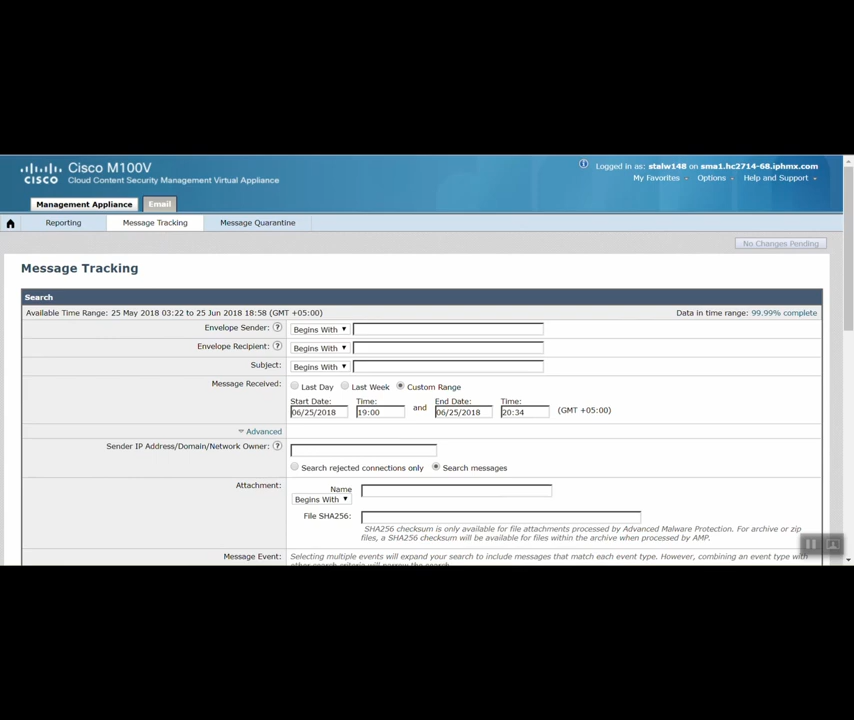 Cisco M100V
CISCO Cloud Content Security Management Virtual Appliance
Logged in as: stalw148 on sma1.hc2714-68.iphmx.com
My Favorites Options Help and Support
Management Appliance Email
Reporting Message Tracking Message Quarantine
No Changes Pending
Message Tracking
Search
Available Time Range: 25 May 2018 03:22 to 25 Jun 2018 18:58 (GMT +05:00) Data in time range: 99.99% complete
Envelope Sender: ? Begins With
Envelope Recipient: ? Begins With
Subject: Begins With
Message Received: Last Day Last Week Custom Range
Start Date: Time: End Date: Time:
06/25/2018 19:00 and 06/25/2018 20:34 (GMT +05:00)
Advanced
Sender IP Address/Domain/Network Owner: ?
Search rejected connections only Search messages
Attachment: Name
Begins With
File SHA256:
SHA256 checksum is only available for file attachments processed by Advanced Malware Protection. For archive or zip
files, a SHA256 checksum will be available for files within the archive when processed by AMP.
Message Event: Selecting multiple events will expand your search to include messages that match each event type. However, combining an event type with
other search criteria will narrow the search.